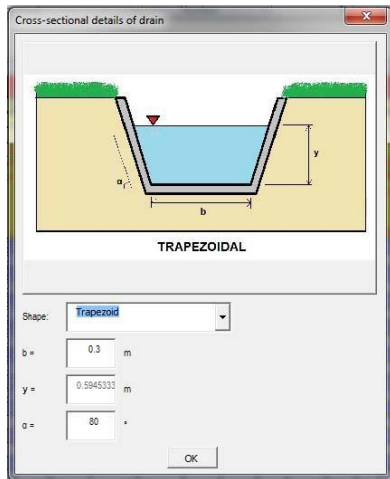 Cross-sectional details of drain
x
y
α
b
TRAPEZOIDAL
Shape: Trapezoid
b = 0.3 m
y = 0.5945333 m
α = 80 °
OK